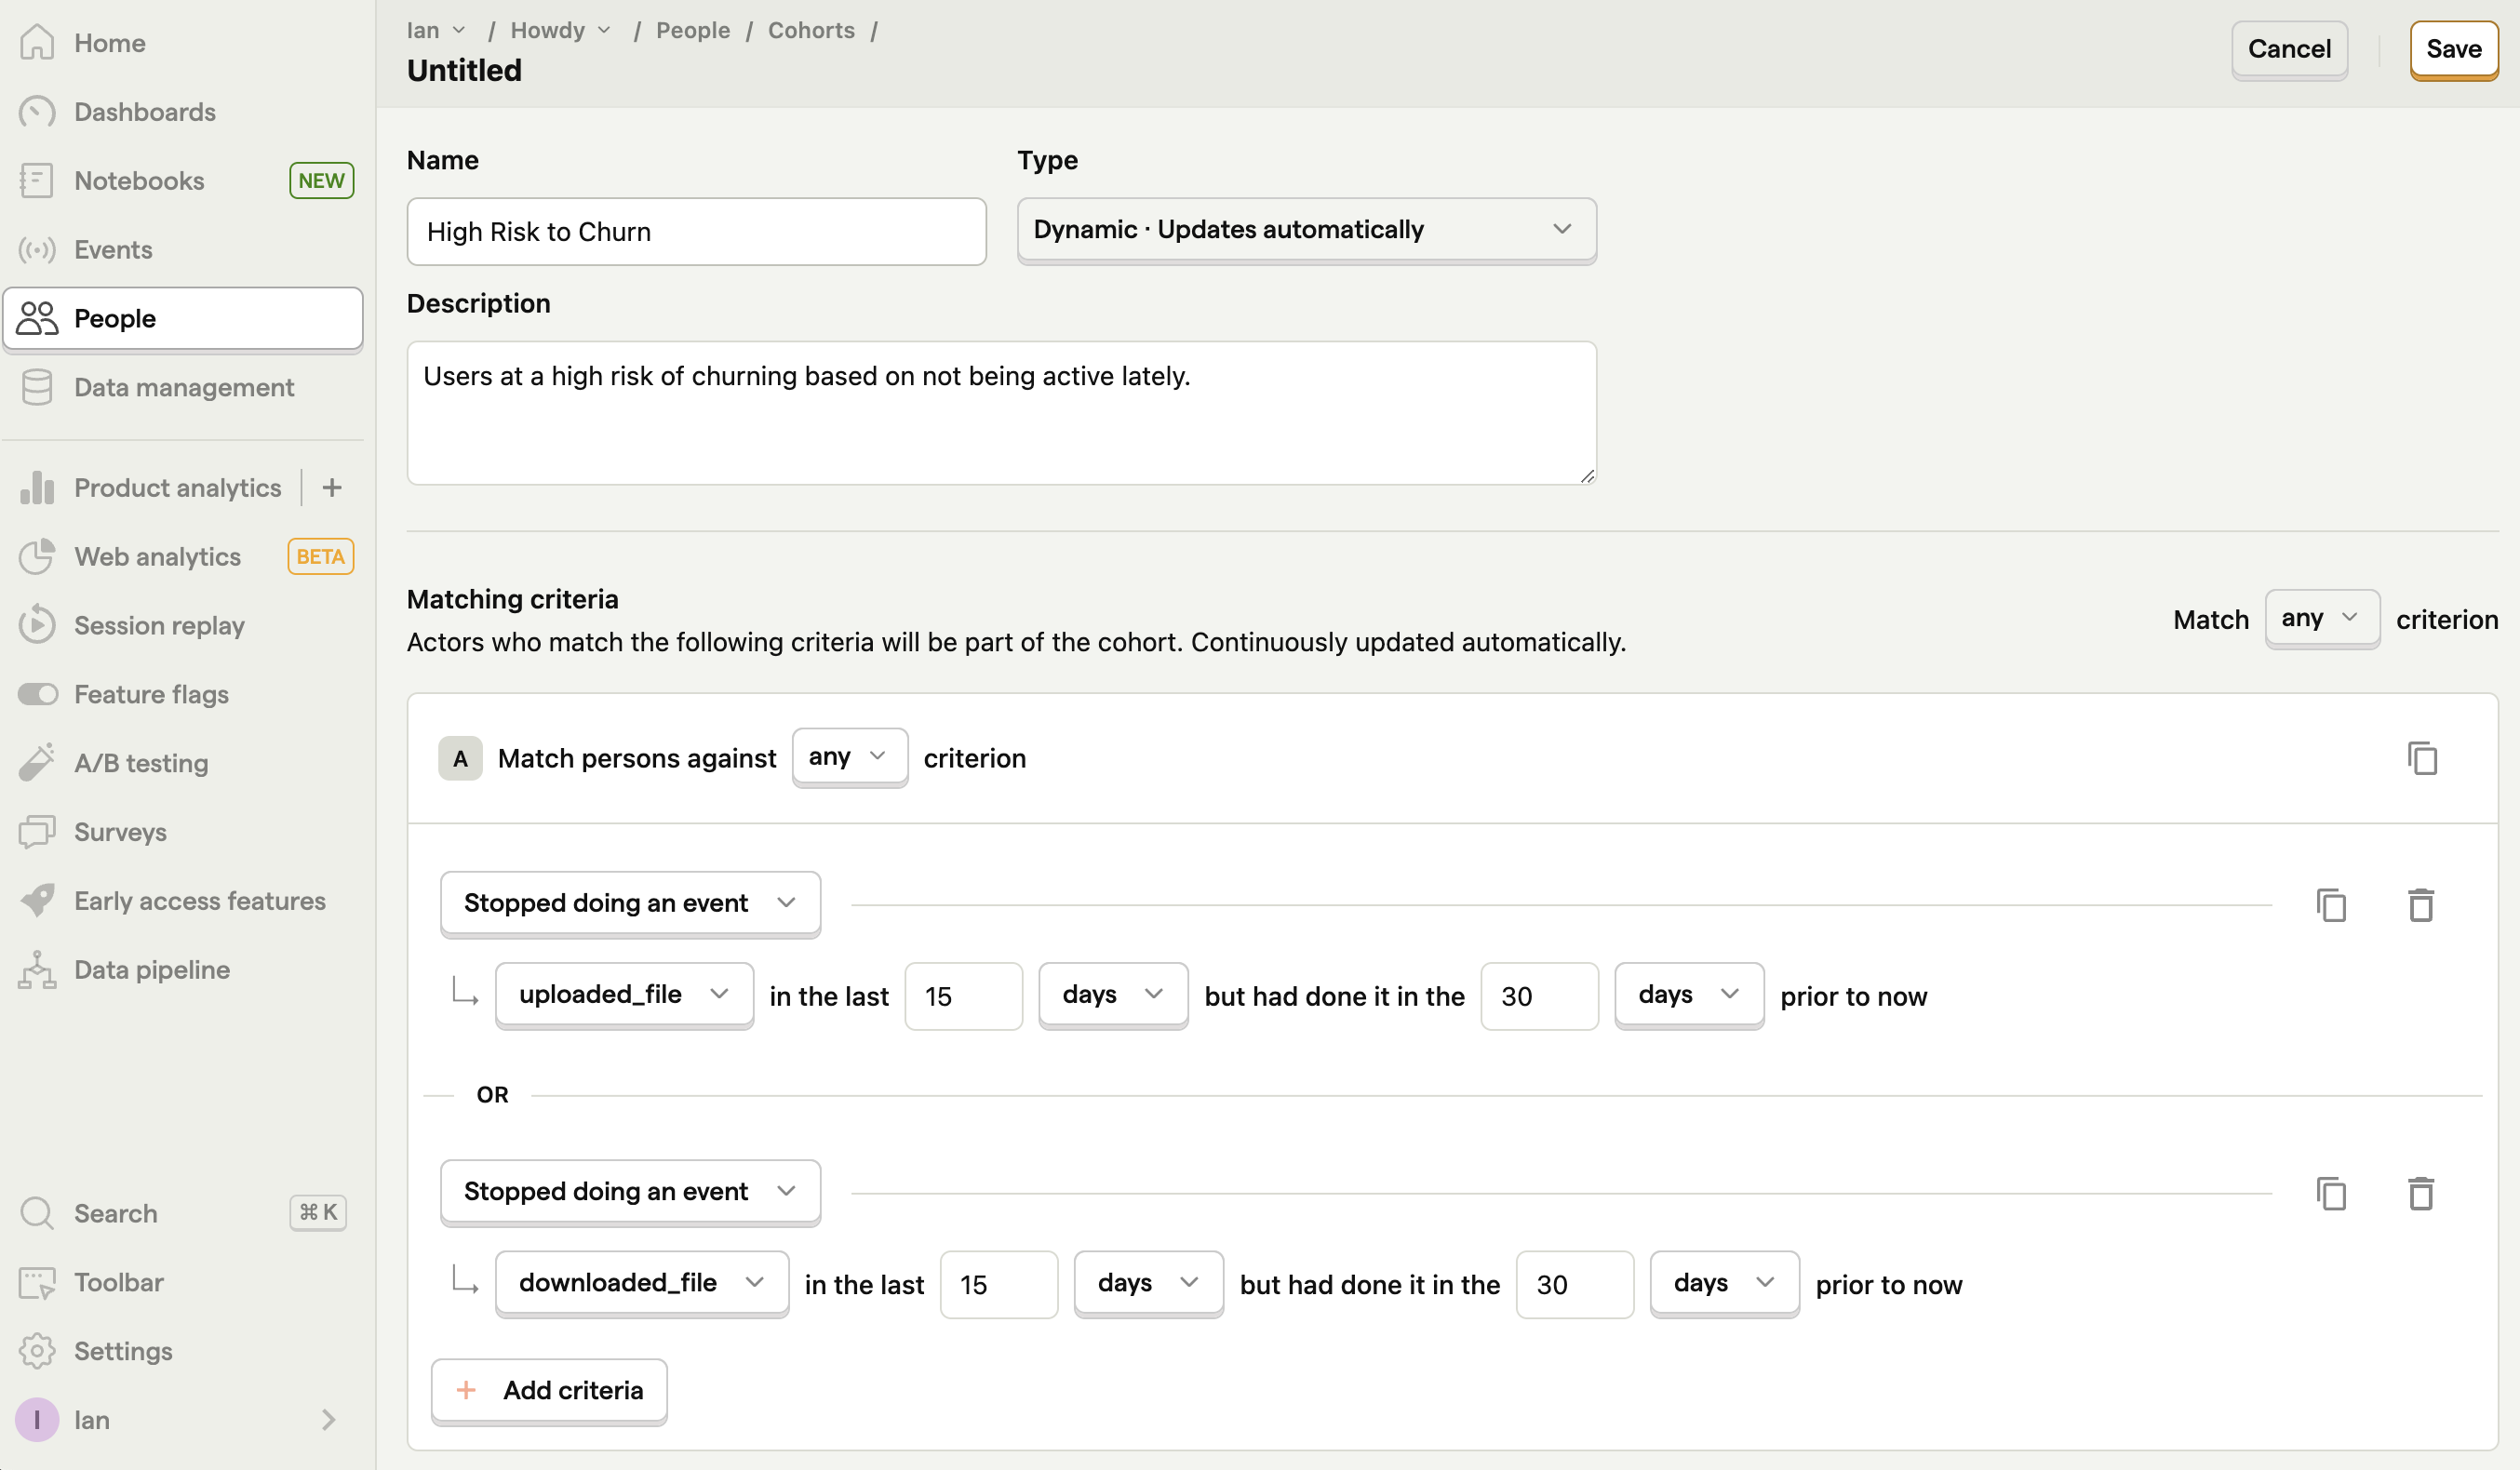 Home
Dashboards
Notebooks NEW
Events
People
Data management
Product analytics +
Web analytics BETA
Session replay
Feature flags
A/B testing
Surveys
Early access features
Data pipeline
Search ⌘ K
Toolbar
Settings
I Ian
Ian / Howdy / People / Cohorts /
Untitled
Cancel
Save
Name
High Risk to Churn
Type
Dynamic · Updates automatically
Description
Users at a high risk of churning based on not being active lately.
Matching criteria
Actors who match the following criteria will be part of the cohort. Continuously updated automatically.
Match any criterion
A Match persons against any criterion
Stopped doing an event
uploaded_file in the last 15 days but had done it in the 30 days prior to now
OR
Stopped doing an event
downloaded_file in the last 15 days but had done it in the 30 days prior to now
+ Add criteria